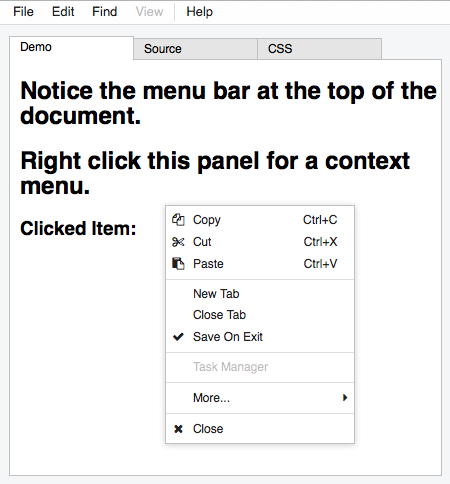 File Edit Find View Help
Demo Source CSS
Notice the menu bar at the top of the
document.
Right click this panel for a context
menu.
Clicked Item:
Copy Ctrl+C
Cut Ctrl+X
Paste Ctrl+V
New Tab
Close Tab
Save On Exit
Task Manager
More...
Close